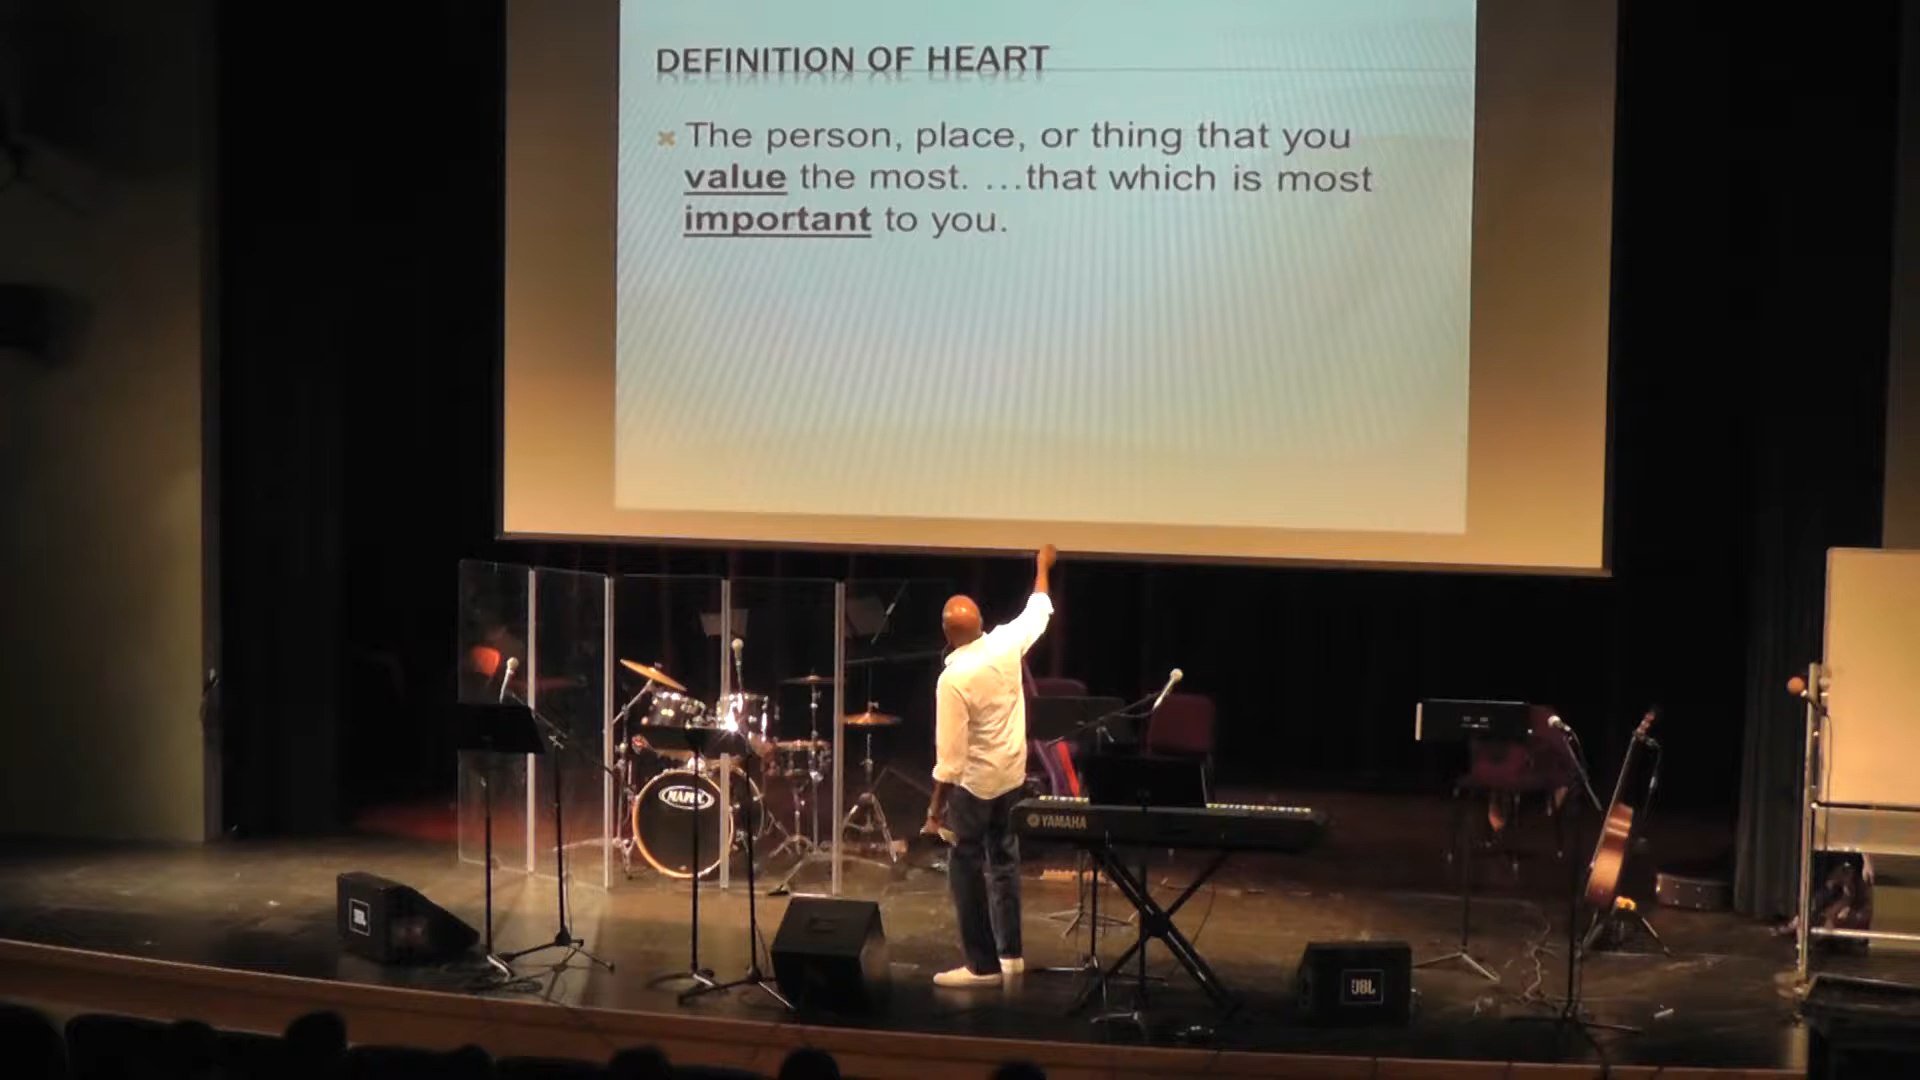 DEFINITION OF HEART
The person, place, or thing that you
value the most. ...that which is most
important to you.
MAPEX
YAMAHA
JBL
JBL